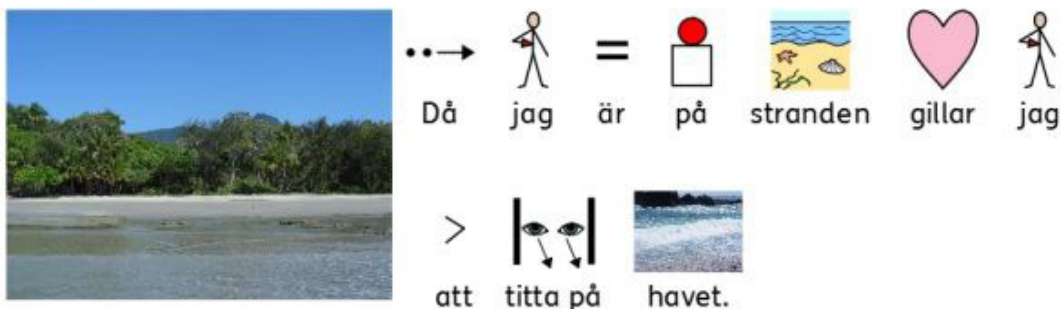 Då jag är på stranden gillar jag
att titta på havet.